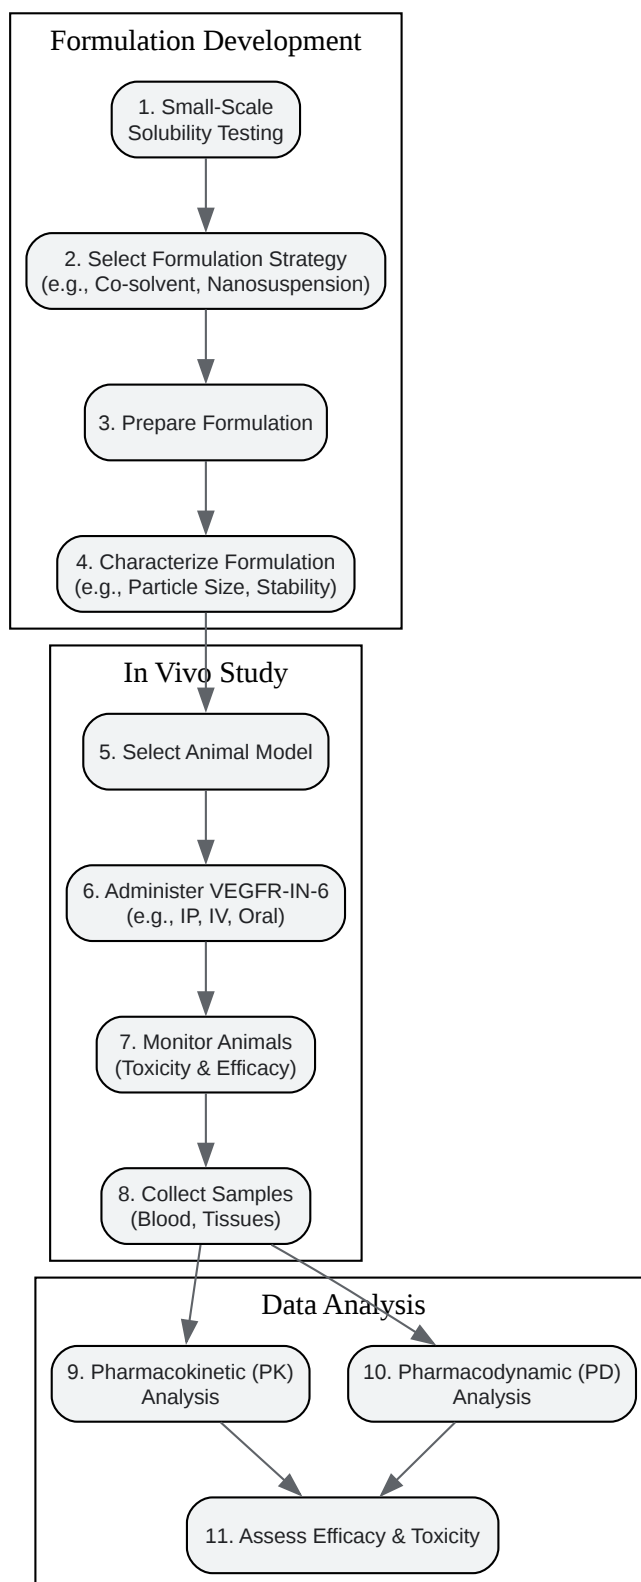 Formulation Development
1. Small-Scale
Solubility Testing
2. Select Formulation Strategy
(e.g., Co-solvent, Nanosuspension)
3. Prepare Formulation
4. Characterize Formulation
(e.g., Particle Size, Stability)
In Vivo Study
5. Select Animal Model
6. Administer VEGFR-IN-6
(e.g., IP, IV, Oral)
7. Monitor Animals
(Toxicity & Efficacy)
8. Collect Samples
(Blood, Tissues)
Data Analysis
9. Pharmacokinetic (PK)
Analysis
10. Pharmacodynamic (PD)
Analysis
11. Assess Efficacy & Toxicity